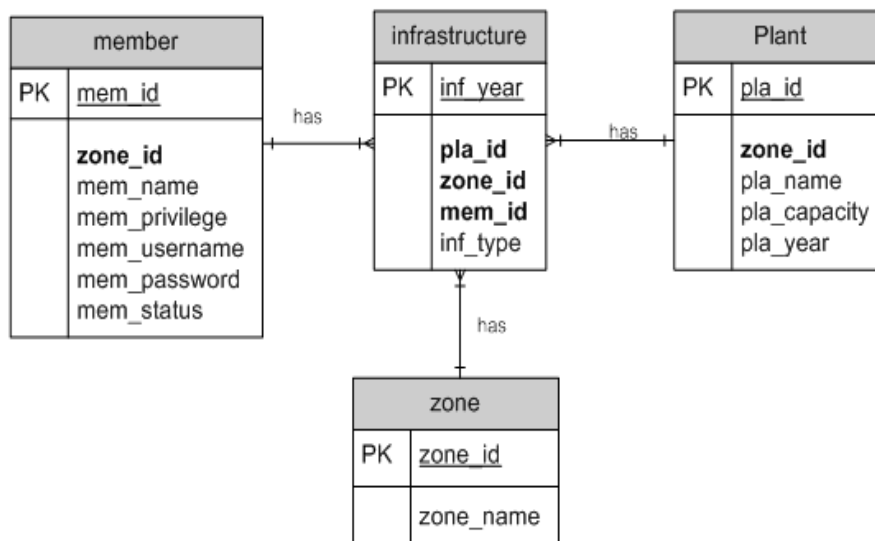 member
PK mem_id
zone_id
mem_name
mem_privilege
mem_username
mem_password
mem_status
has
infrastructure
PK inf_year
pla_id
zone_id
mem_id
inf_type
has
Plant
PK pla_id
zone_id
pla_name
pla_capacity
pla_year
has
zone
PK zone_id
zone_name